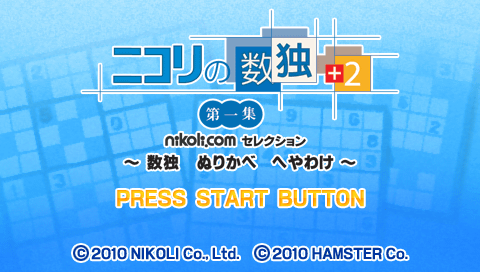 ニコリの数独+2
第一集
nikoli.com セレクション
～ 数独 ぬりかべ へやわけ ～
PRESS START BUTTON
©2010 NIKOLI Co., Ltd. ©2010 HAMSTER Co.